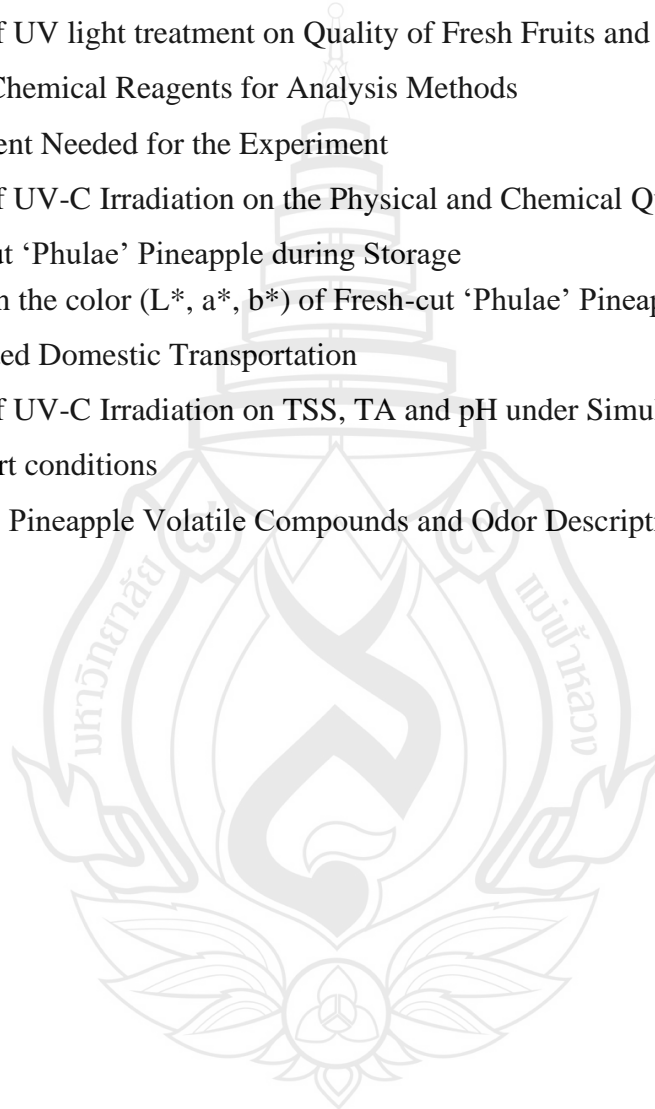 f UV light treatment on Quality of Fresh Fruits and
Chemical Reagents for Analysis Methods
ent Needed for the Experiment
f UV-C Irradiation on the Physical and Chemical Q
ut ‘Phulae’ Pineapple during Storage
n the color (L*, a*, b*) of Fresh-cut ‘Phulae’ Pineap
ed Domestic Transportation
f UV-C Irradiation on TSS, TA and pH under Simul
rt conditions
Pineapple Volatile Compounds and Odor Descripti
มหาวิทยาลัย
แม่ฟ้าหลวง